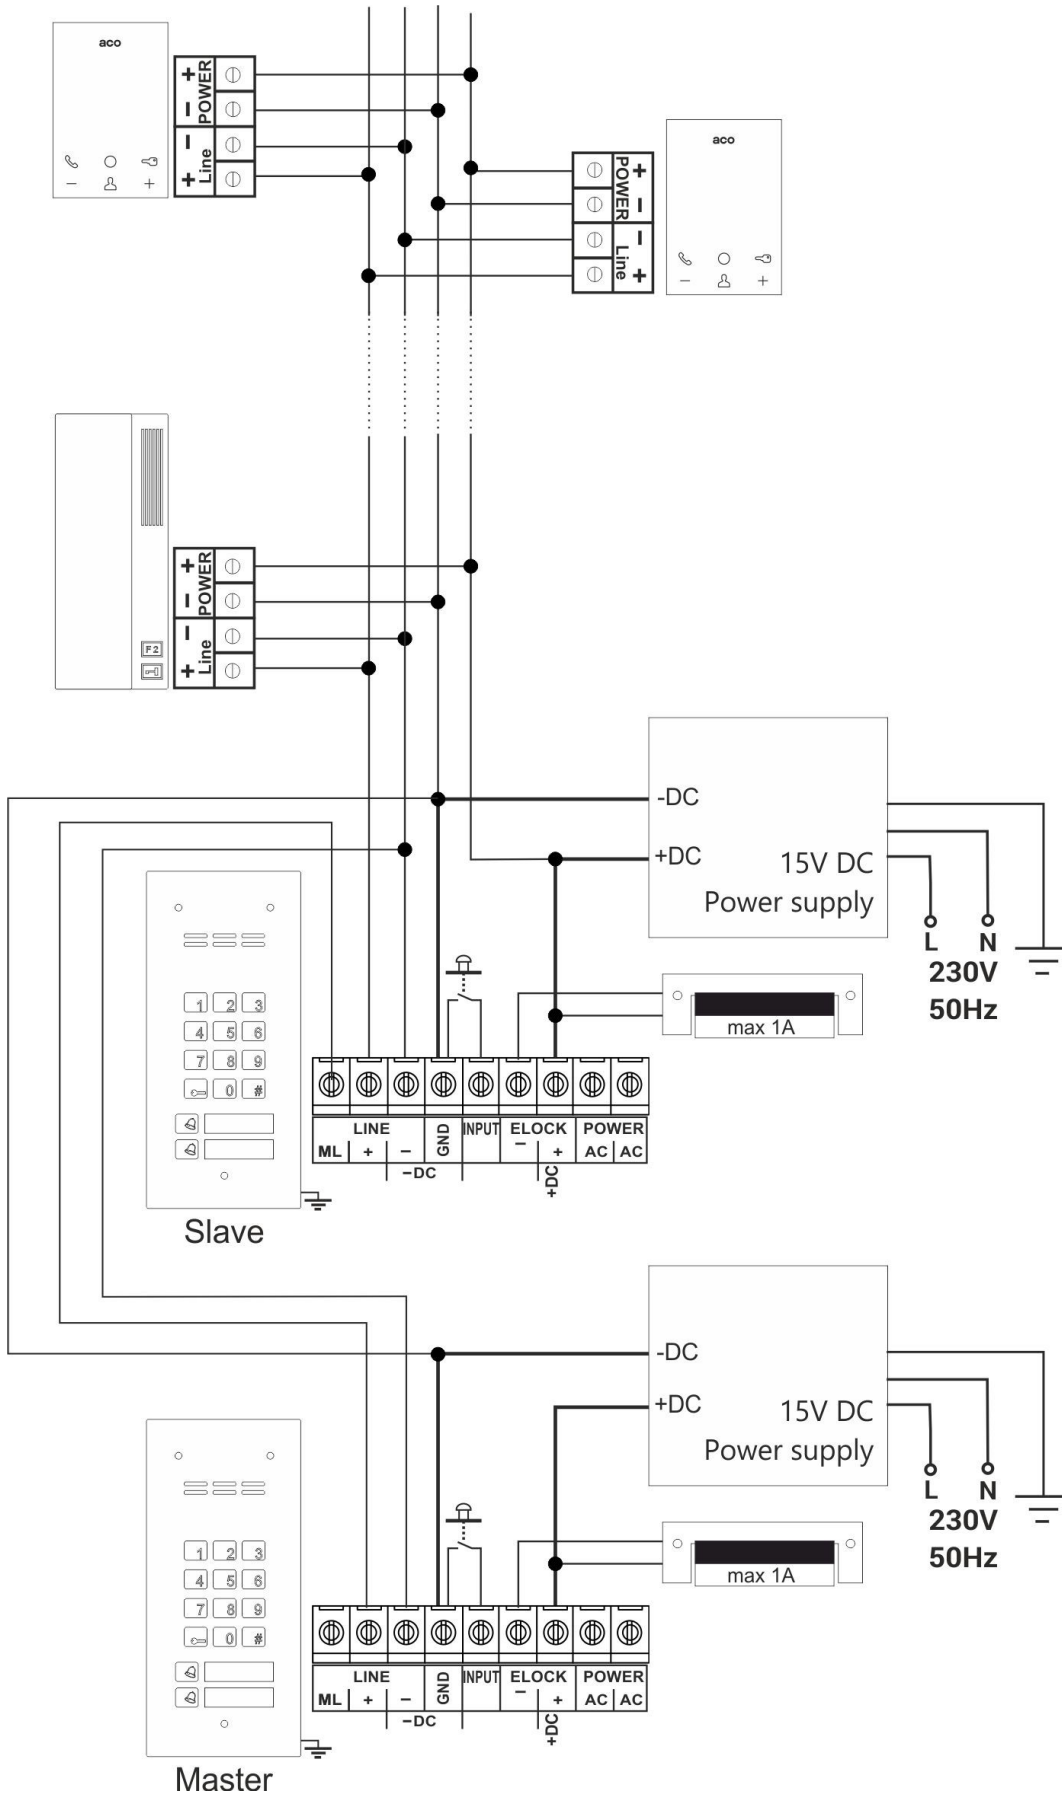 aco
+ − POWER
− + Line
aco
POWER + −
Line − +
+ − POWER
− + Line
F2
-DC
+DC
15V DC
Power supply
L N
230V
50Hz
max 1A
1 2 3
4 5 6
7 8 9
0 #
LINE GND INPUT ELOCK POWER
ML + − − + AC AC
−DC +DC
Slave
-DC
+DC
15V DC
Power supply
L N
230V
50Hz
max 1A
1 2 3
4 5 6
7 8 9
0 #
LINE GND INPUT ELOCK POWER
ML + − − + AC AC
−DC +DC
Master